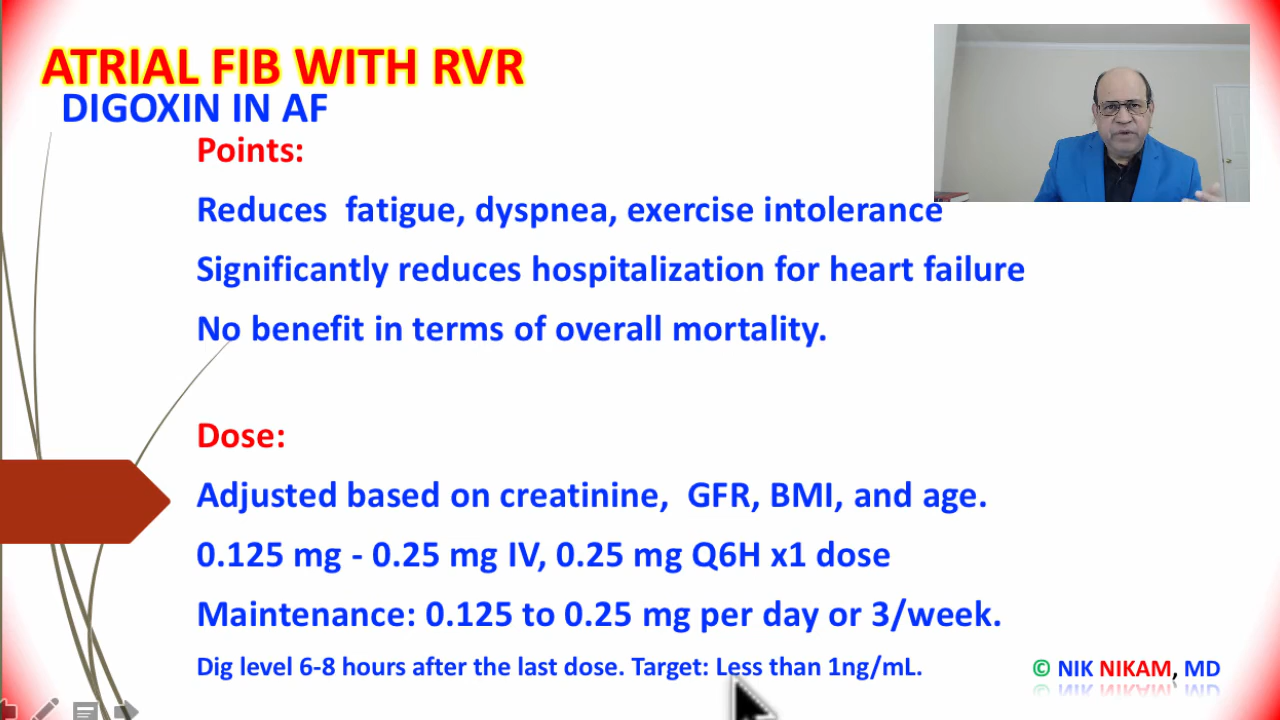 ATRIAL FIB WITH RVR
DIGOXIN IN AF
Points:
Reduces fatigue, dyspnea, exercise intolerance
Significantly reduces hospitalization for heart failure
No benefit in terms of overall mortality.
Dose:
Adjusted based on creatinine, GFR, BMI, and age.
0.125 mg - 0.25 mg IV, 0.25 mg Q6H x1 dose
Maintenance: 0.125 to 0.25 mg per day or 3/week.
Dig level 6-8 hours after the last dose. Target: Less than 1ng/mL.
© NIK NIKAM, MD